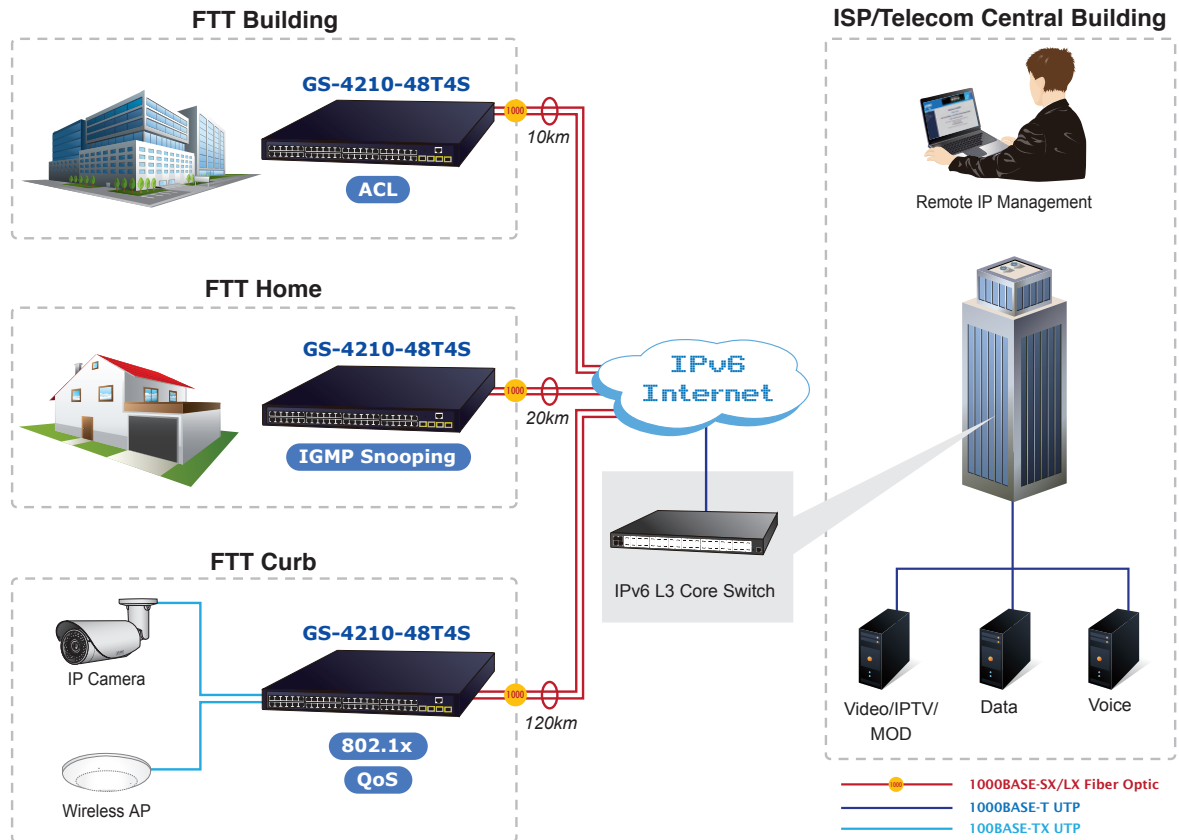 FTT Building
GS-4210-48T4S
1000
10km
ACL
FTT Home
GS-4210-48T4S
1000
20km
IGMP Snooping
FTT Curb
GS-4210-48T4S
IP Camera
1000
120km
802.1x
QoS
Wireless AP
IPv6
Internet
IPv6 L3 Core Switch
ISP/Telecom Central Building
Remote IP Management
Video/IPTV/
MOD
Data
Voice
1000
1000BASE-SX/LX Fiber Optic
1000BASE-T UTP
100BASE-TX UTP